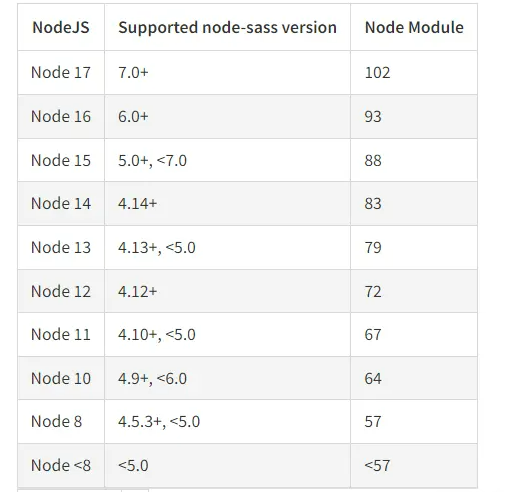 NodeJS Supported node-sass version Node Module
Node 17 7.0+ 102
Node 16 6.0+ 93
Node 15 5.0+, <7.0 88
Node 14 4.14+ 83
Node 13 4.13+, <5.0 79
Node 12 4.12+ 72
Node 11 4.10+, <5.0 67
Node 10 4.9+, <6.0 64
Node 8 4.5.3+, <5.0 57
Node <8 <5.0 <57